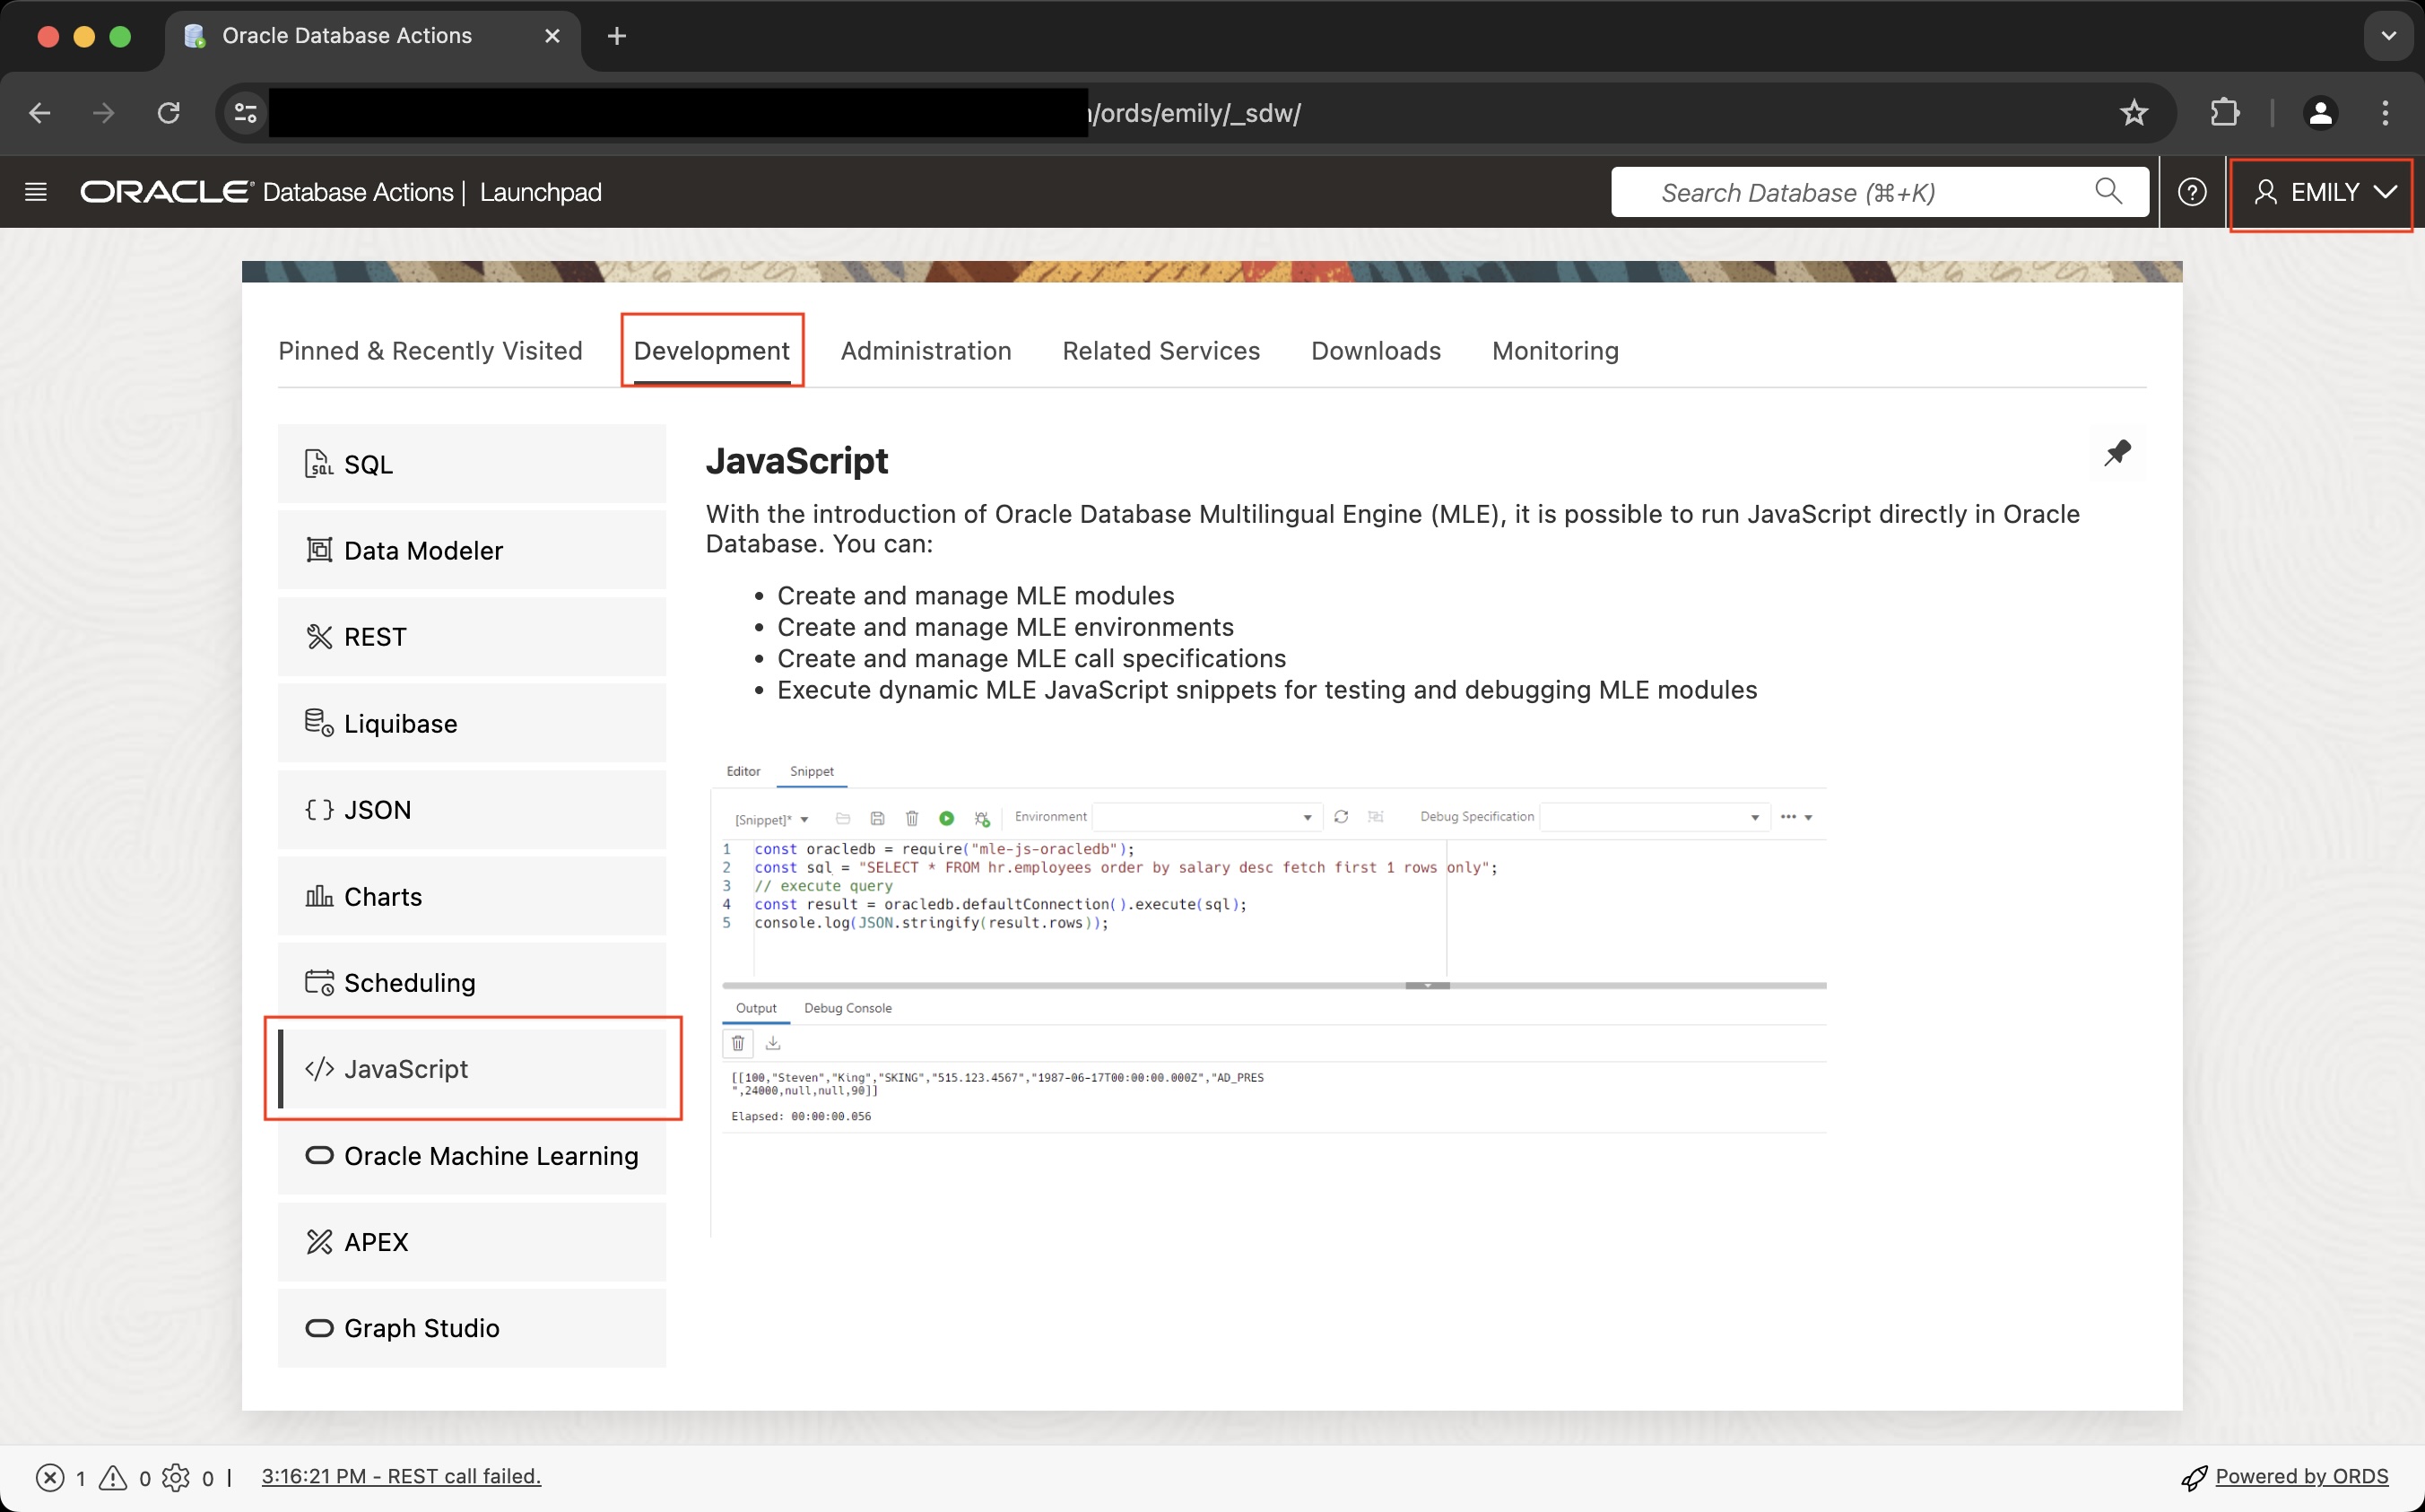 Oracle Database Actions
/ords/emily/_sdw/
ORACLE Database Actions | Launchpad
Search Database (⌘+K)
EMILY
Pinned & Recently Visited
Development
Administration
Related Services
Downloads
Monitoring
SQL
Data Modeler
REST
Liquibase
{ } JSON
Charts
Scheduling
</> JavaScript
Oracle Machine Learning
APEX
Graph Studio
JavaScript
With the introduction of Oracle Database Multilingual Engine (MLE), it is possible to run JavaScript directly in Oracle
Database. You can:
• Create and manage MLE modules
• Create and manage MLE environments
• Create and manage MLE call specifications
• Execute dynamic MLE JavaScript snippets for testing and debugging MLE modules
Editor Snippet
[Snippet]* Environment Debug Specification
1 const oracledb = require("mle-js-oracledb");
2 const sql = "SELECT * FROM hr.employees order by salary desc fetch first 1 rows only";
3 // execute query
4 const result = oracledb.defaultConnection().execute(sql);
5 console.log(JSON.stringify(result.rows));
Output Debug Console
[[100,"Steven","King","SKING","515.123.4567","1987-06-17T00:00:00.000Z","AD_PRES
",24000,null,null,90]]
Elapsed: 00:00:00.056
1 0 0 | 3:16:21 PM - REST call failed.
Powered by ORDS